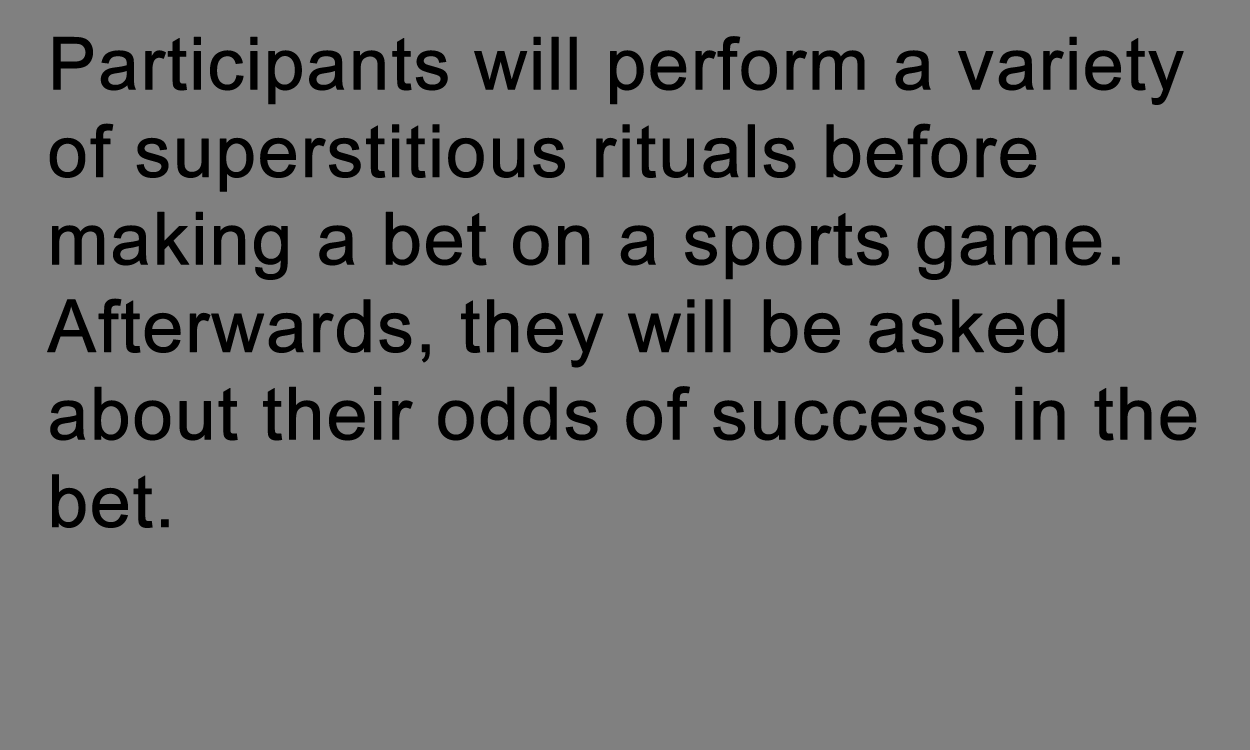 Participants will perform a variety
of superstitious rituals before
making a bet on a sports game.
Afterwards, they will be asked
about their odds of success in the
bet.